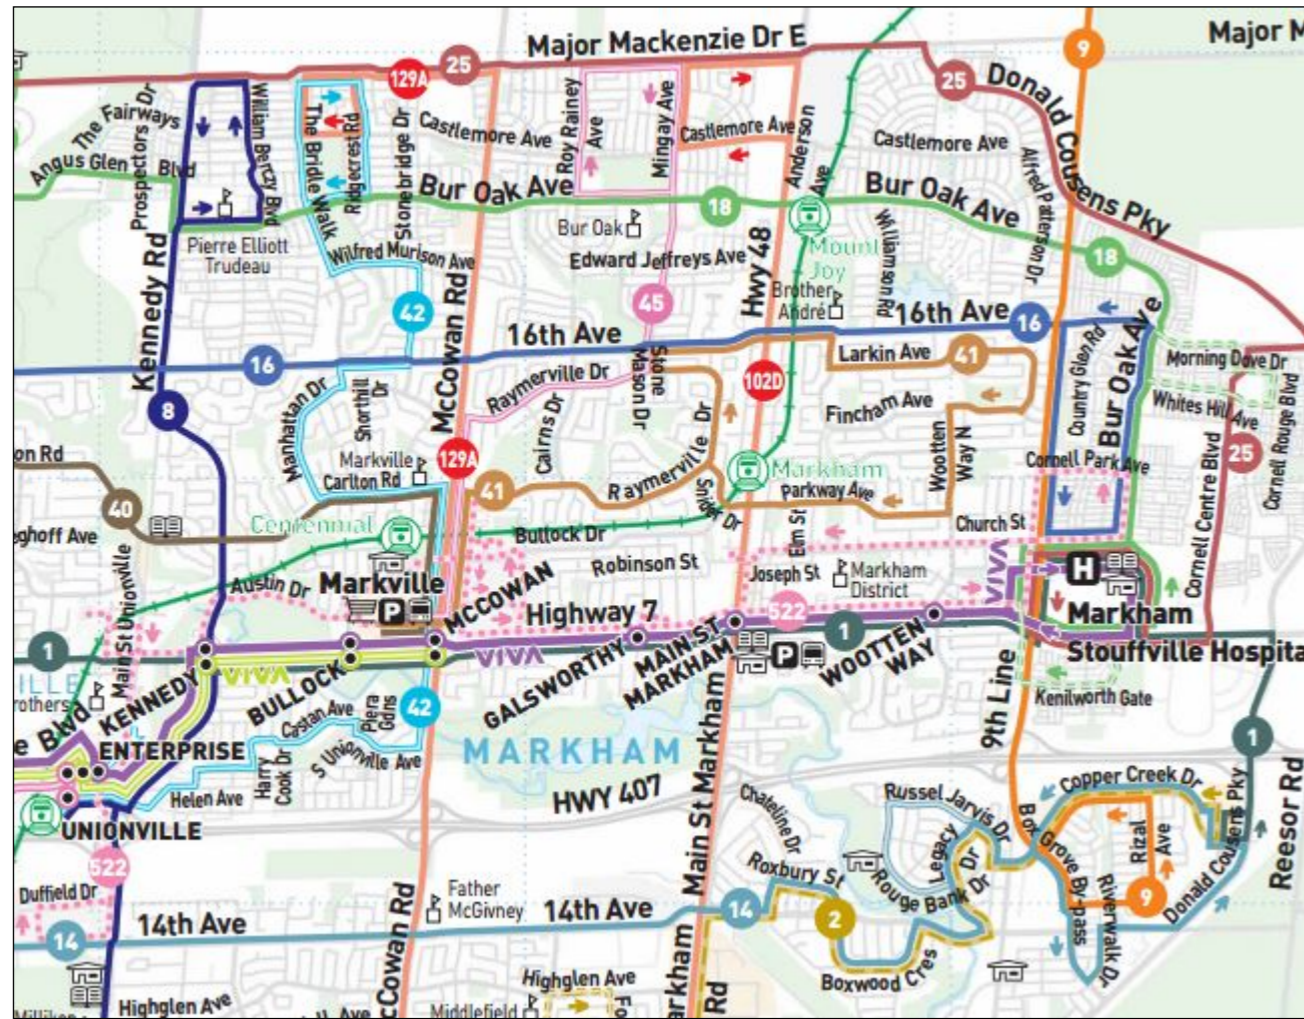 Major Mackenzie Dr E
Major M
9
25
129A
25
Donald Cousens Pky
The Fairways
Prospectors Dr
William Berczy Blvd
The Bridle Walk
Ridgecrest Rd
Stonebridge Dr
Castlemore Ave
Roy Rainey Ave
Mingay Ave
Castlemore Ave
Anderson Ave
Castlemore Ave
Alfred Patterson Dr
Angus Glen Blvd
Bur Oak Ave
18
Bur Oak Ave
18
Kennedy Rd
Pierre Elliott
Trudeau
Wilfred Murison Ave
Bur Oak
Edward Jeffreys Ave
Hwy 48
Mount
Joy
Williamson Rd
McCowan Rd
42
45
Brother
André
16th Ave
16th Ave
16
16
Country Glen Rd
Bur Oak Ave
Morning Dove Dr
Larkin Ave
41
8
Manhattan Dr
Shorthill Dr
Raymerville Dr
Stone Mason Dr
102D
Fincham Ave
Whites Hill Ave
Cornell Rouge Blvd
on Rd
Markville
Carlton Rd
129A
41
Cairns Dr
Raymerville Dr
Snider Dr
Markham
Parkway Ave
Wootten Way N
Cornell Park Ave
25
Cornell Centre Blvd
40
Centennial
Bullock Dr
Elm St
Church St
ghoff Ave
Main St Unionville
Austin Dr
Markville
P
MCCOWAN
Robinson St
Joseph St
Markham
District
VIVA
H
Highway 7
522
Markham
Stouffville Hospita
1
1
VIVA
VIVA
KENNEDY
BULLOCK
GALSWORTHY
MAIN ST
MARKHAM
P
WOOTTEN
WAY
ILLE
rothers
Kenilworth Gate
e Blvd
ENTERPRISE
Castan Ave
Piera Gdns
42
S Unionville Ave
Harry Cook Dr
Helen Ave
MARKHAM
HWY 407
Main St Markham
9th Line
1
Reesor Rd
UNIONVILLE
Chateline Dr
Russel Jarvis Dr
Copper Creek Dr
522
Duffield Dr
Roxbury St
Legacy Dr
Rouge Bank Dr
Box Grove By-pass
Rizal Ave
Donald Cousens Pky
14
14th Ave
Father
McGivney
14th Ave
14
2
9
Riverwalk Dr
Boxwood Cres
McCowan Rd
Highglen Ave
Highglen Ave
Middlefield
arkham Rd